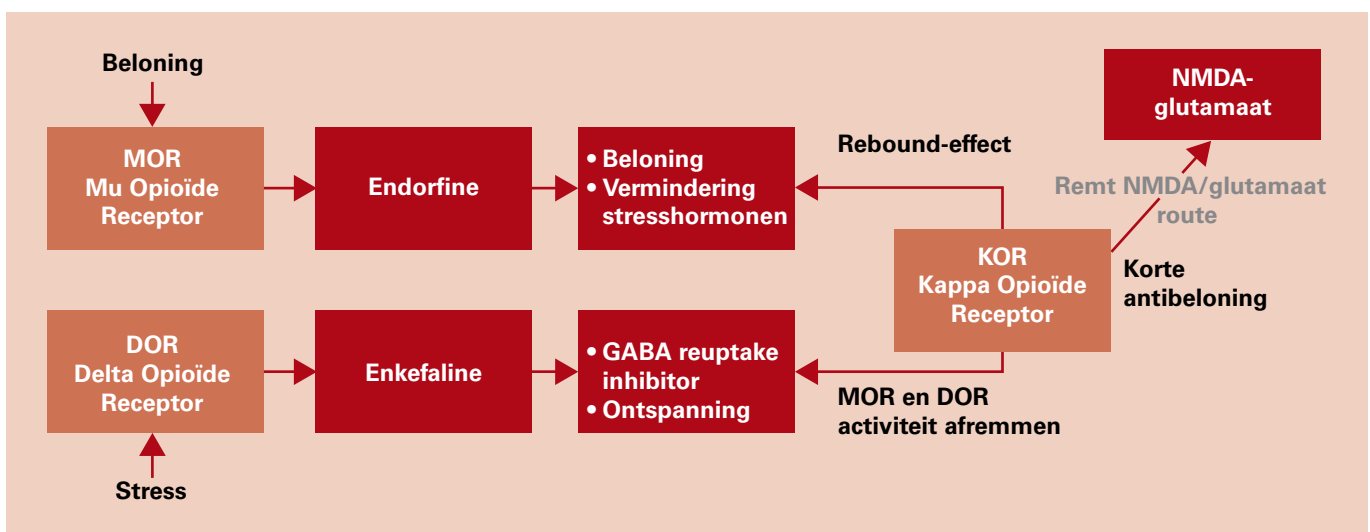 Beloning
MOR
Mu Opioïde
Receptor
Endorfine
• Beloning
• Vermindering
stresshormonen
Rebound-effect
NMDA-
glutamaat
Remt NMDA/glutamaat
route
KOR
Kappa Opioïde
Receptor
Korte
antibeloning
DOR
Delta Opioïde
Receptor
Enkefaline
• GABA reuptake
inhibitor
• Ontspanning
MOR en DOR
activiteit afremmen
Stress